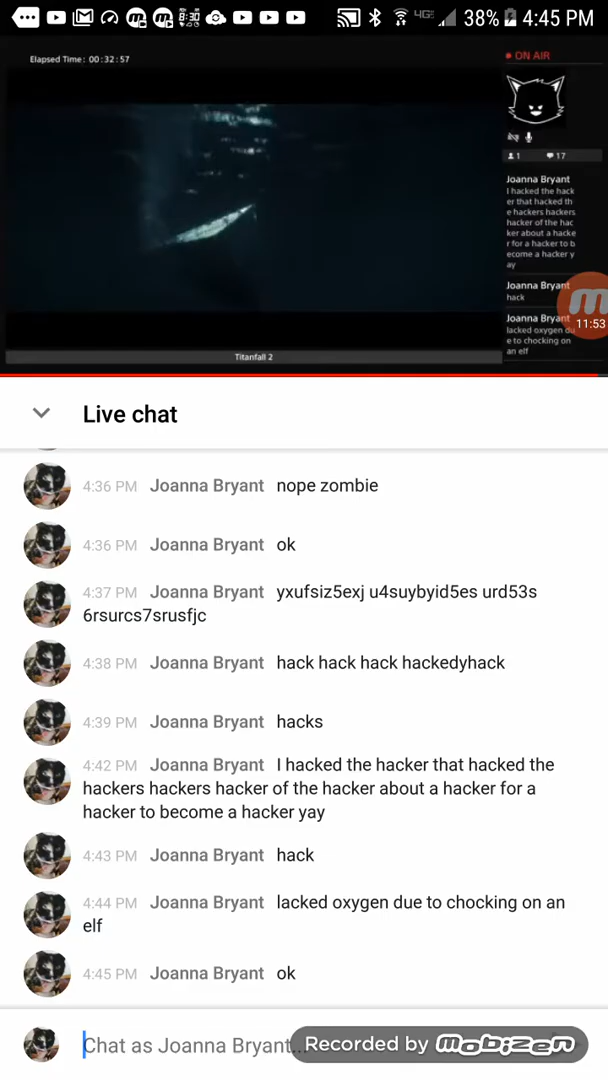 8:30
4G
38%
4:45 PM
Elapsed Time: 00:32:57
ON AIR
1
17
Joanna Bryant
I hacked the hack
er that hacked th
e hackers hackers
hacker of the hac
ker about a hacke
r for a hacker to b
ecome a hacker y
ay
Joanna Bryant
hack
11:53
Joanna Bryant
lacked oxygen du
e to chocking on
an elf
Titanfall 2
Live chat
4:36 PM Joanna Bryant nope zombie
4:36 PM Joanna Bryant ok
4:37 PM Joanna Bryant yxufsiz5exj u4suybyid5es urd53s
6rsurcs7srusfjc
4:38 PM Joanna Bryant hack hack hack hackedyhack
4:39 PM Joanna Bryant hacks
4:42 PM Joanna Bryant I hacked the hacker that hacked the
hackers hackers hacker of the hacker about a hacker for a
hacker to become a hacker yay
4:43 PM Joanna Bryant hack
4:44 PM Joanna Bryant lacked oxygen due to chocking on an
elf
4:45 PM Joanna Bryant ok
Chat as Joanna Bryant...
Recorded by mobizen